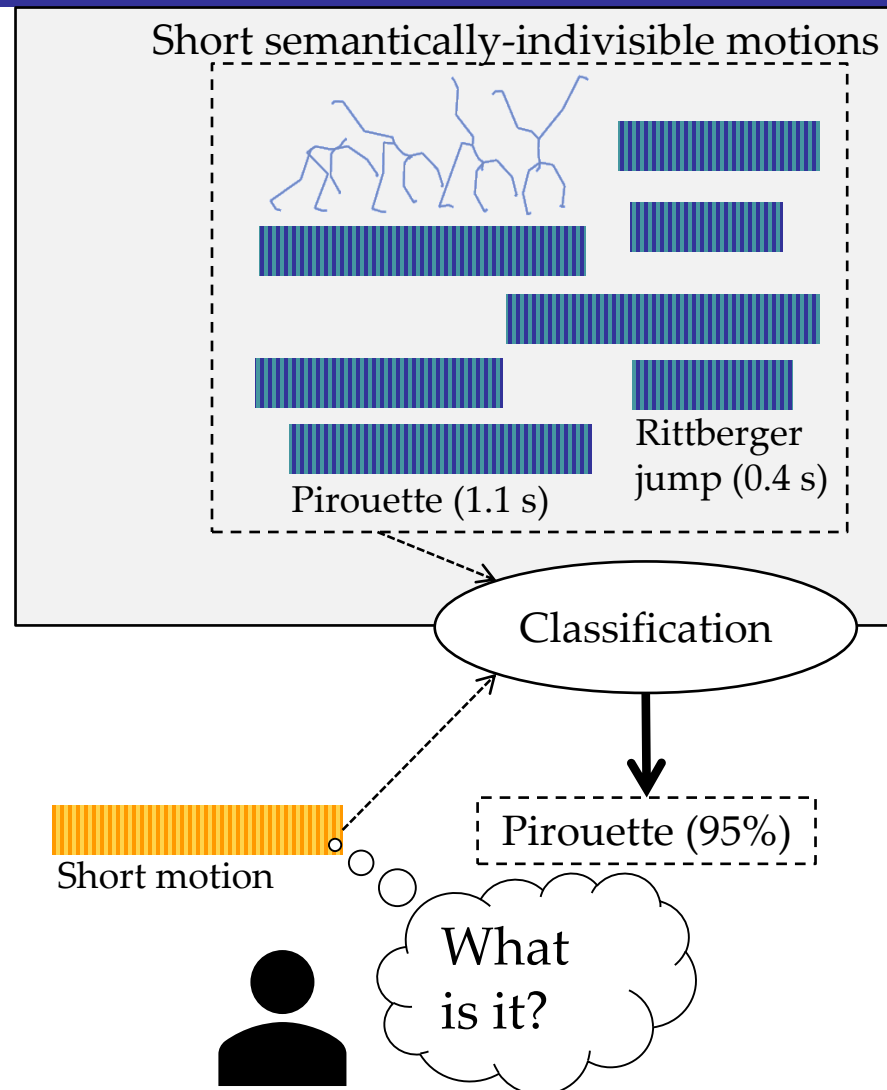 Short semantically-indivisible motions
Rittberger
jump (0.4 s)
Pirouette (1.1 s)
Classification
Pirouette (95%)
Short motion
What
is it?